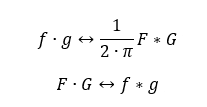 f · g ↔ 1/(2 · π) F * G
F · G ↔ f * g